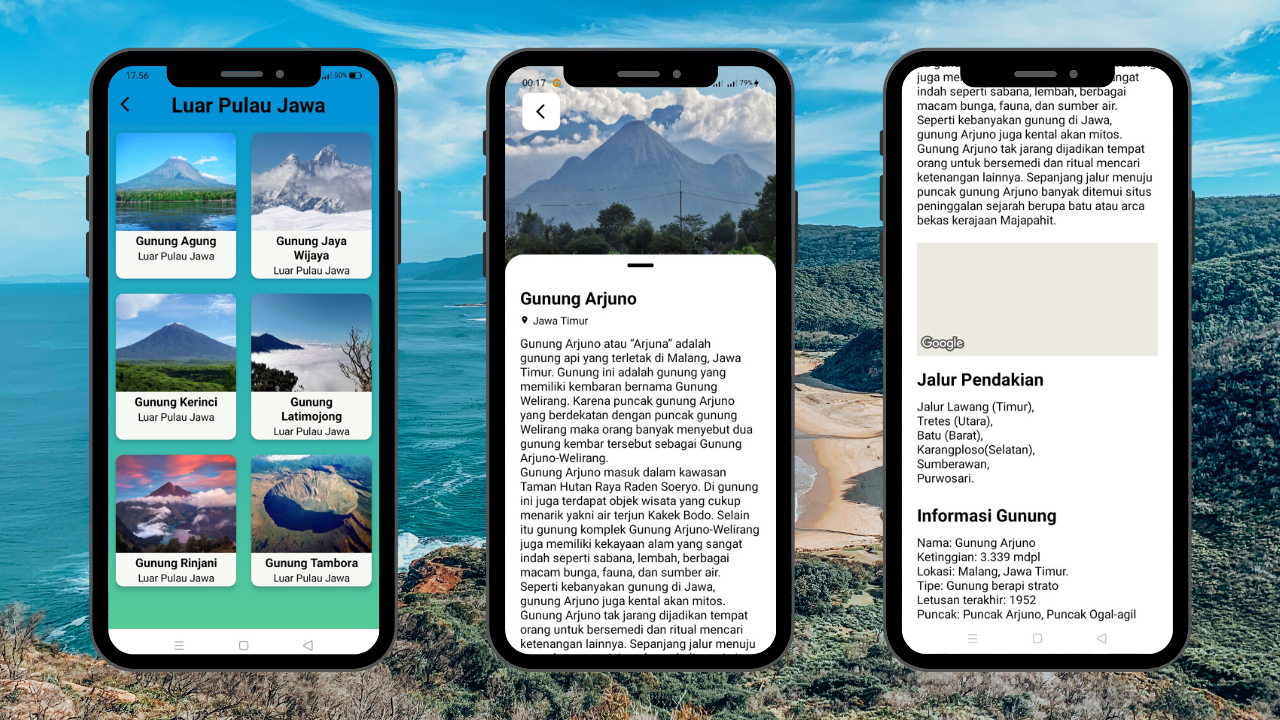 17.56
50%
Luar Pulau Jawa
Gunung Agung
Luar Pulau Jawa
Gunung Jaya
Wijaya
Luar Pulau Jawa
Gunung Kerinci
Luar Pulau Jawa
Gunung
Latimojong
Luar Pulau Jawa
Gunung Rinjani
Luar Pulau Jawa
Gunung Tambora
Luar Pulau Jawa
00:17
79%
Gunung Arjuno
Jawa Timur
Gunung Arjuno atau “Arjuna” adalah
gunung api yang terletak di Malang, Jawa
Timur. Gunung ini adalah gunung yang
memiliki kembaran bernama Gunung
Welirang. Karena puncak gunung Arjuno
yang berdekatan dengan puncak gunung
Welirang maka orang banyak menyebut dua
gunung kembar tersebut sebagai Gunung
Arjuno-Welirang.
Gunung Arjuno masuk dalam kawasan
Taman Hutan Raya Raden Soeryo. Di gunung
ini juga terdapat objek wisata yang cukup
menarik yakni air terjun Kakek Bodo. Selain
itu gunung komplek Gunung Arjuno-Welirang
juga memiliki kekayaan alam yang sangat
indah seperti sabana, lembah, berbagai
macam bunga, fauna, dan sumber air.
Seperti kebanyakan gunung di Jawa,
gunung Arjuno juga kental akan mitos.
Gunung Arjuno tak jarang dijadikan tempat
orang untuk bersemedi dan ritual mencari
ketenangan lainnya. Sepanjang jalur menuju
juga me
angat
indah seperti sabana, lembah, berbagai
macam bunga, fauna, dan sumber air.
Seperti kebanyakan gunung di Jawa,
gunung Arjuno juga kental akan mitos.
Gunung Arjuno tak jarang dijadikan tempat
orang untuk bersemedi dan ritual mencari
ketenangan lainnya. Sepanjang jalur menuju
puncak gunung Arjuno banyak ditemui situs
peninggalan sejarah berupa batu atau arca
bekas kerajaan Majapahit.
Google
Jalur Pendakian
Jalur Lawang (Timur),
Tretes (Utara),
Batu (Barat),
Karangploso(Selatan),
Sumberawan,
Purwosari.
Informasi Gunung
Nama: Gunung Arjuno
Ketinggian: 3.339 mdpl
Lokasi: Malang, Jawa Timur.
Tipe: Gunung berapi strato
Letusan terakhir: 1952
Puncak: Puncak Arjuno, Puncak Ogal-agil